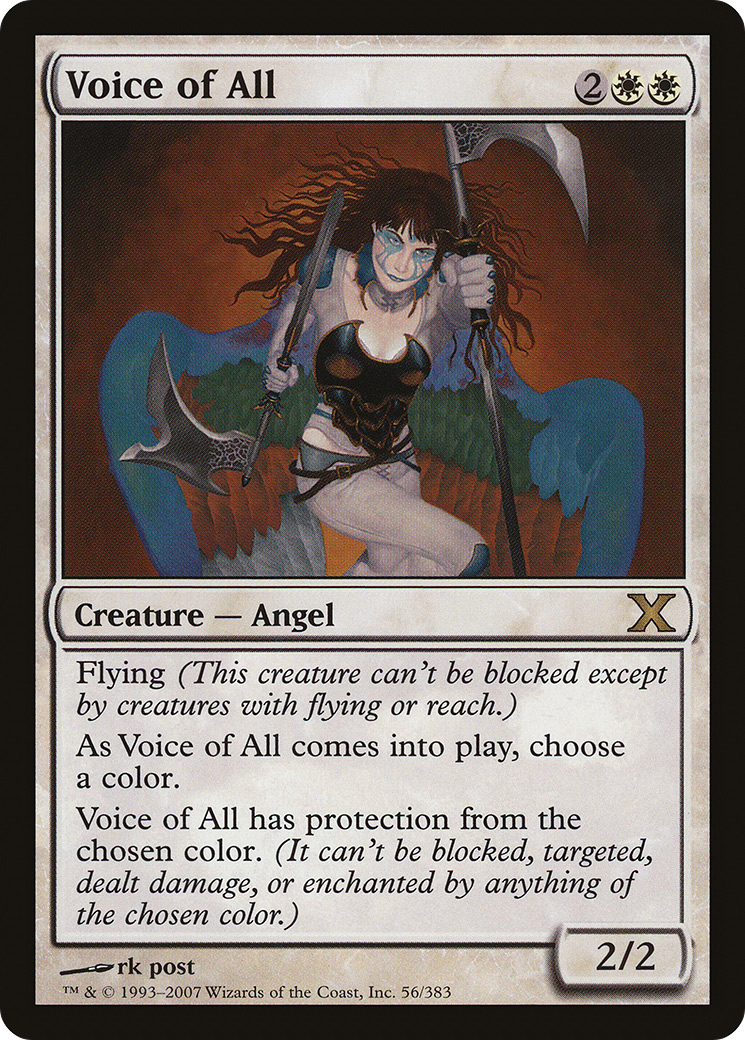 Voice of All 2
Creature — Angel X
Flying (This creature can't be blocked except
by creatures with flying or reach.)
As Voice of All comes into play, choose
a color.
Voice of All has protection from the
chosen color. (It can't be blocked, targeted,
dealt damage, or enchanted by anything of
the chosen color.)
2/2
rk post
™ & © 1993–2007 Wizards of the Coast, Inc. 56/383